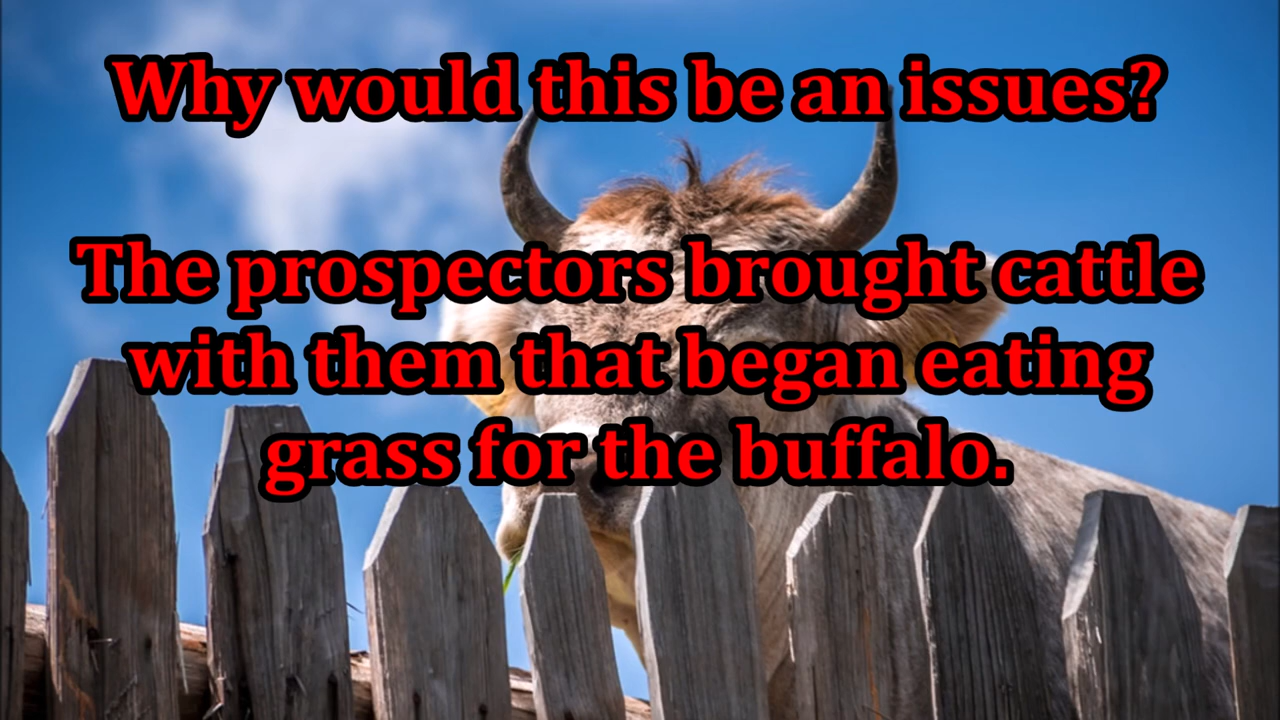 Why would this be an issues?
The prospectors brought cattle
with them that began eating
grass for the buffalo.